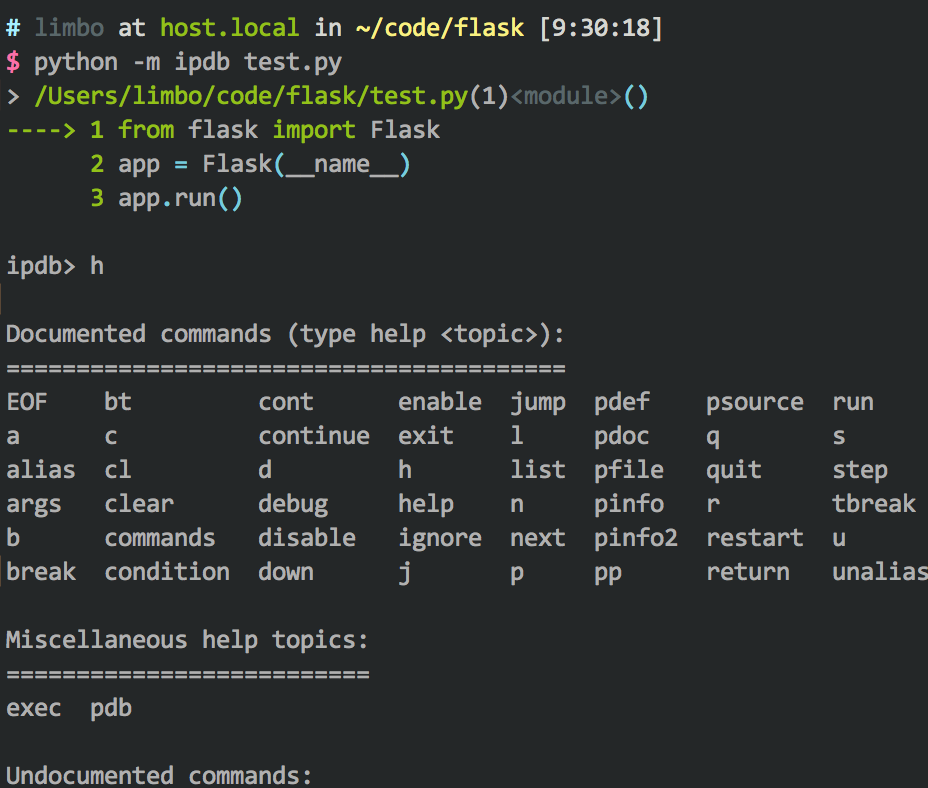 # limbo at host.local in ~/code/flask [9:30:18]
$ python -m ipdb test.py
> /Users/limbo/code/flask/test.py(1)<module>()
----> 1 from flask import Flask
      2 app = Flask(__name__)
      3 app.run()

ipdb> h

Documented commands (type help <topic>):
========================================
EOF    bt         cont      enable  jump  pdef    psource  run
a      c          continue  exit    l     pdoc    q        s
alias  cl         d         h       list  pfile   quit     step
args   clear      debug     help    n     pinfo   r        tbreak
b      commands   disable   ignore  next  pinfo2  restart  u
break  condition  down      j       p     pp      return   unalias

Miscellaneous help topics:
==========================
exec  pdb

Undocumented commands: